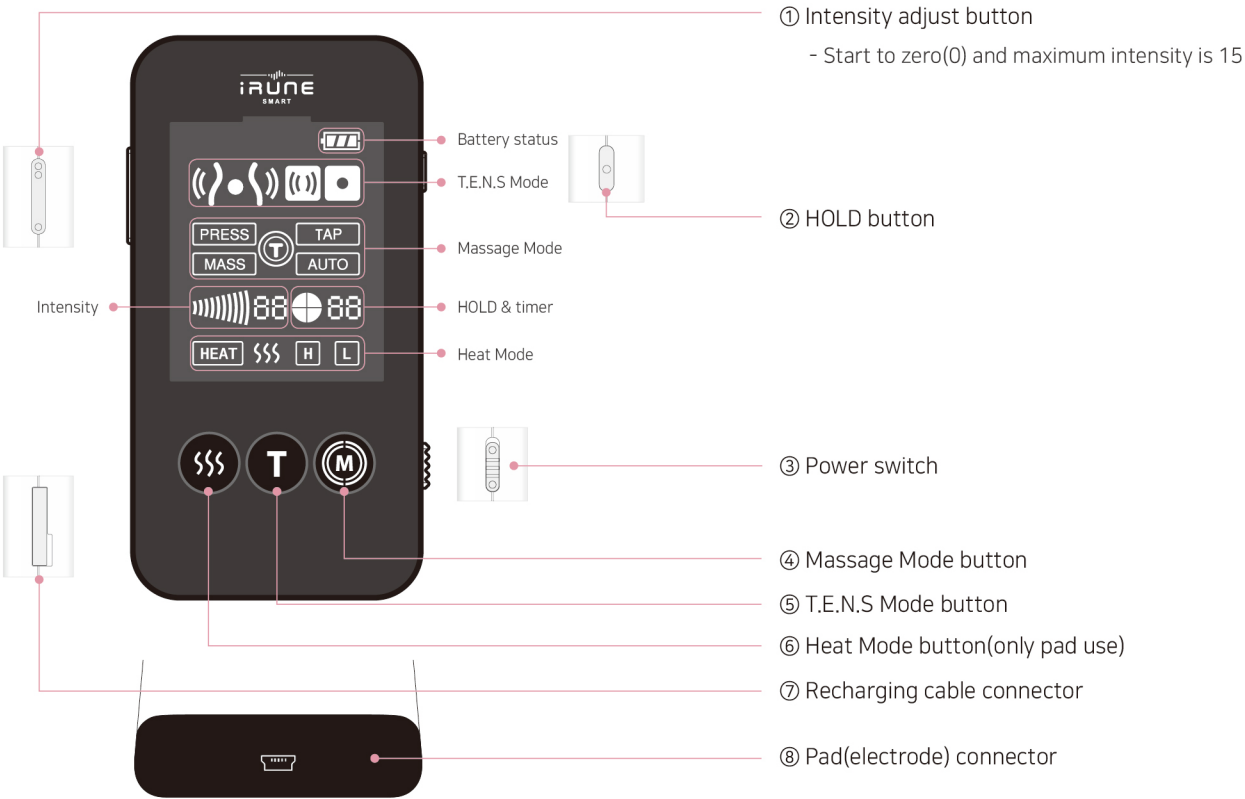 ① Intensity adjust button
- Start to zero(0) and maximum intensity is 15
iRUNE
SMART
Battery status
T.E.N.S Mode
② HOLD button
PRESS
T
TAP
MASS
AUTO
Massage Mode
Intensity
88
88
HOLD & timer
HEAT
H
L
Heat Mode
T
M
③ Power switch
④ Massage Mode button
⑤ T.E.N.S Mode button
⑥ Heat Mode button(only pad use)
⑦ Recharging cable connector
⑧ Pad(electrode) connector